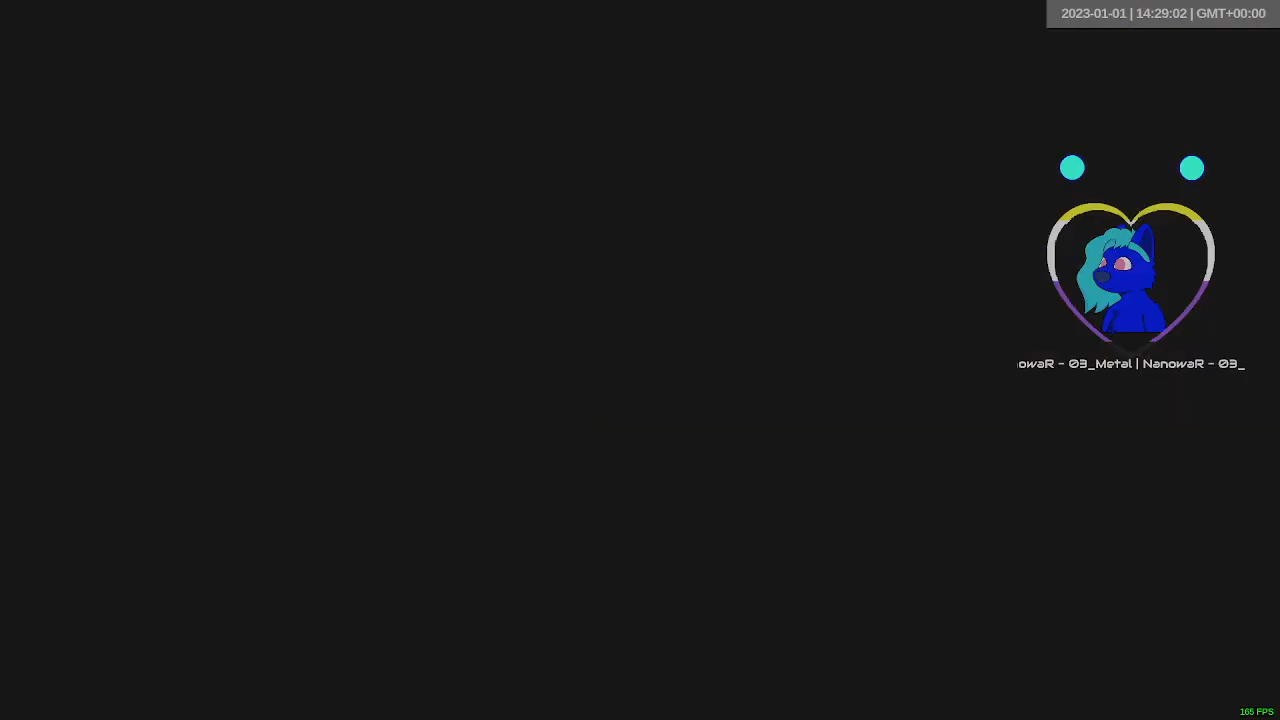 2023-01-01 | 14:29:02 | GMT+00:00
owaR - 03_Metal | NanowaR - 03_
165 FPS